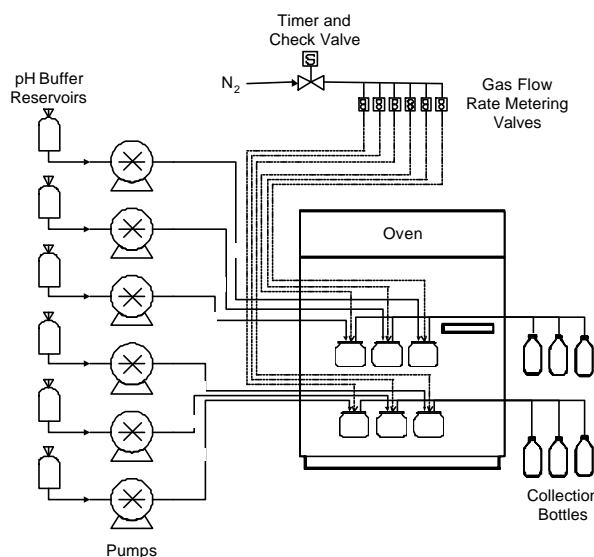 Timer and
Check Valve
S
N2
pH Buffer
Reservoirs
Gas Flow
Rate Metering
Valves
Oven
Collection
Bottles
Pumps